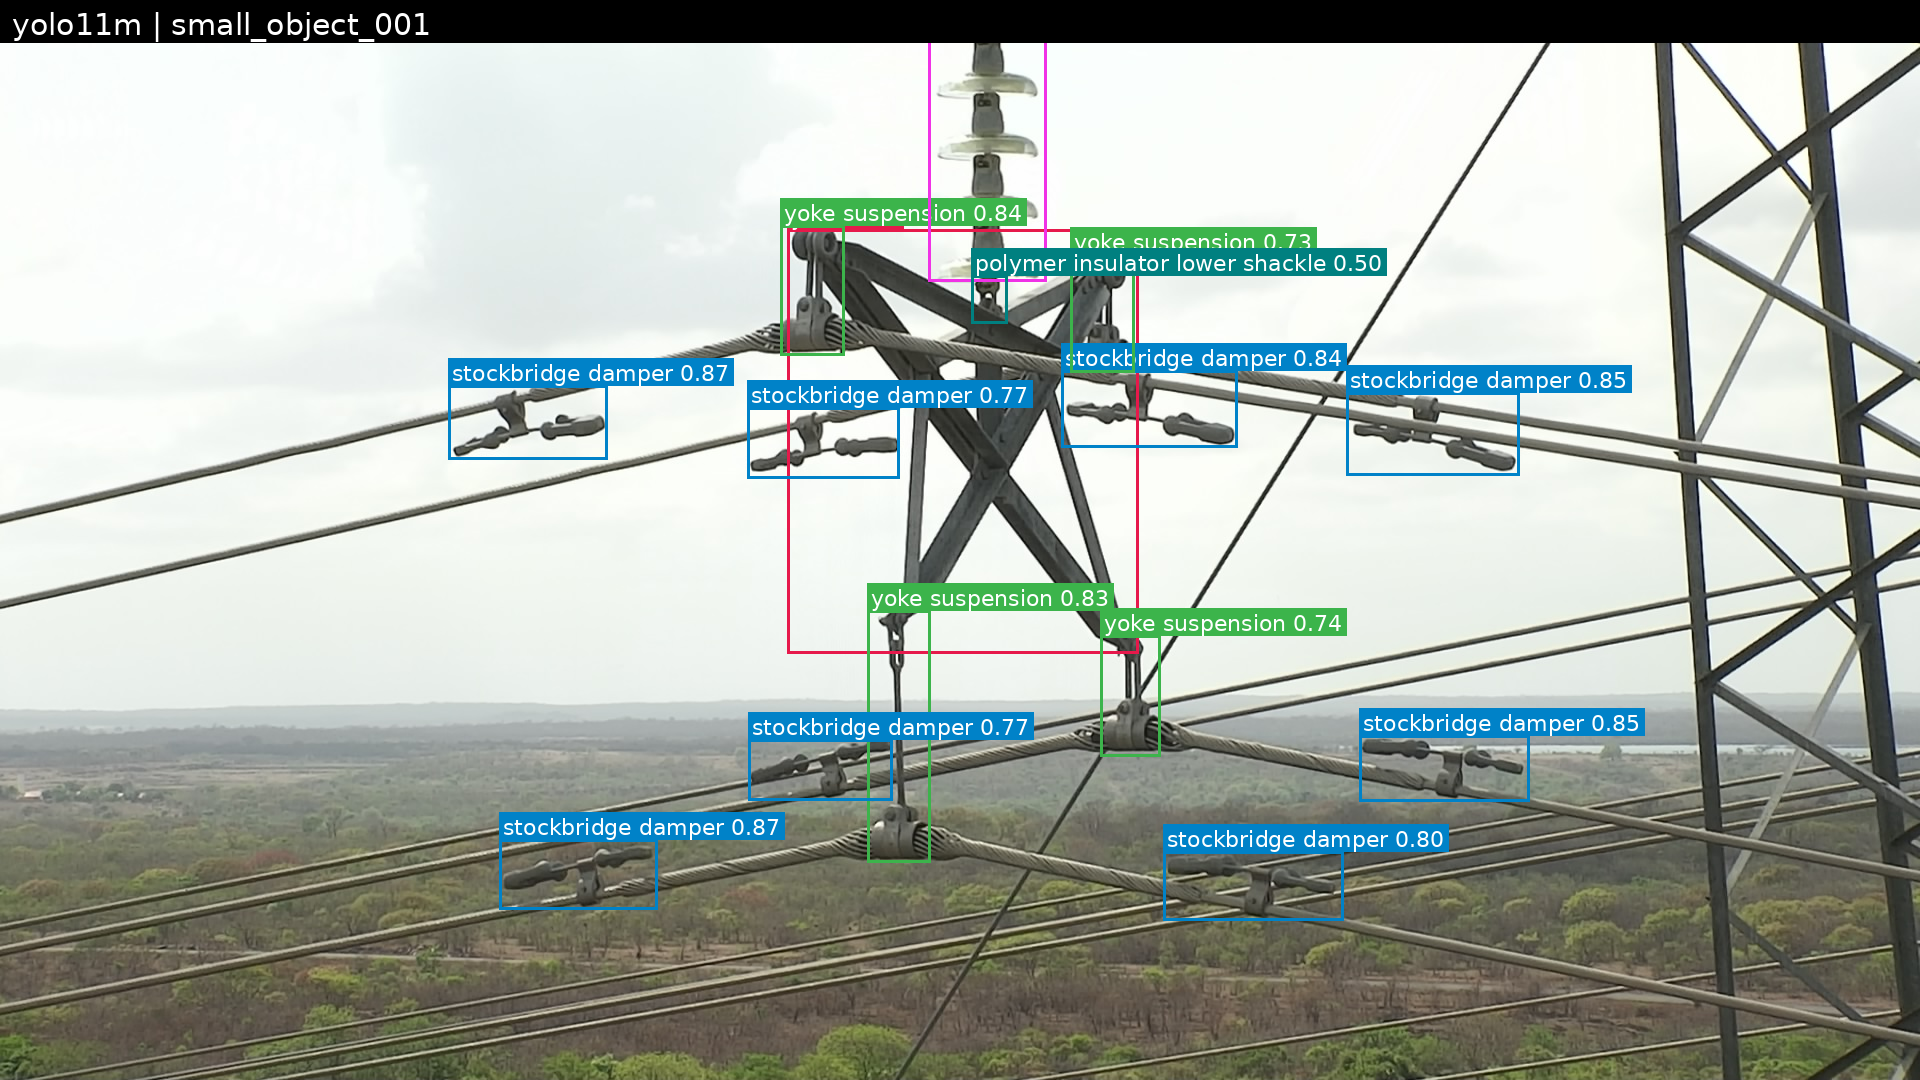 yolo11m | small_object_001
yoke suspension 0.84
yoke suspension 0.73
polymer insulator lower shackle 0.50
stockbridge damper 0.84
stockbridge damper 0.87
stockbridge damper 0.85
stockbridge damper 0.77
yoke suspension 0.83
yoke suspension 0.74
stockbridge damper 0.77
stockbridge damper 0.85
stockbridge damper 0.87
stockbridge damper 0.80